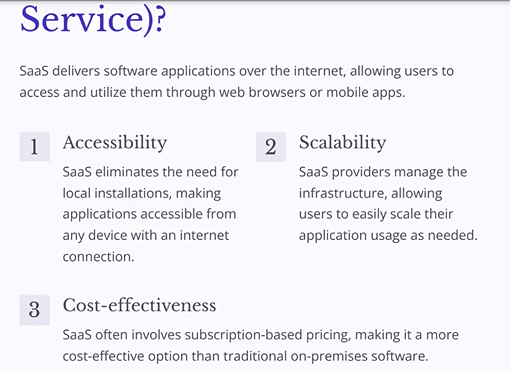 Service)?
SaaS delivers software applications over the internet, allowing users to
access and utilize them through web browsers or mobile apps.
1 Accessibility
SaaS eliminates the need for
local installations, making
applications accessible from
any device with an internet
connection.
2 Scalability
SaaS providers manage the
infrastructure, allowing
users to easily scale their
application usage as needed.
3 Cost-effectiveness
SaaS often involves subscription-based pricing, making it a more
cost-effective option than traditional on-premises software.